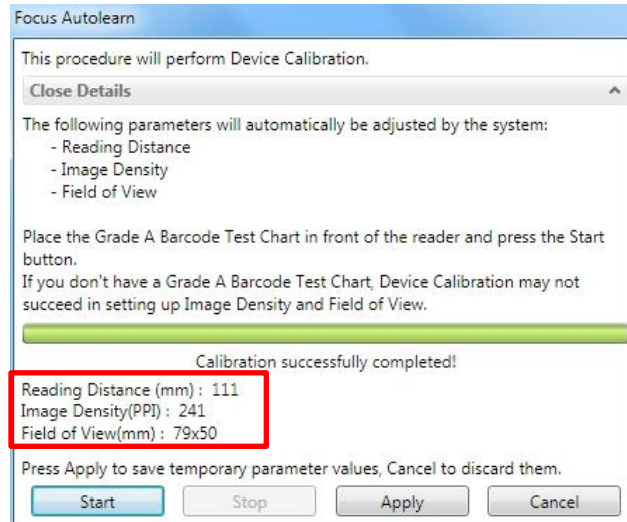 Focus Autolearn
This procedure will perform Device Calibration.
Close Details
The following parameters will automatically be adjusted by the system:
- Reading Distance
- Image Density
- Field of View
Place the Grade A Barcode Test Chart in front of the reader and press the Start
button.
If you don't have a Grade A Barcode Test Chart, Device Calibration may not
succeed in setting up Image Density and Field of View.
Calibration successfully completed!
Reading Distance (mm) : 111
Image Density(PPI) : 241
Field of View(mm) : 79x50
Press Apply to save temporary parameter values, Cancel to discard them.
Start Stop Apply Cancel